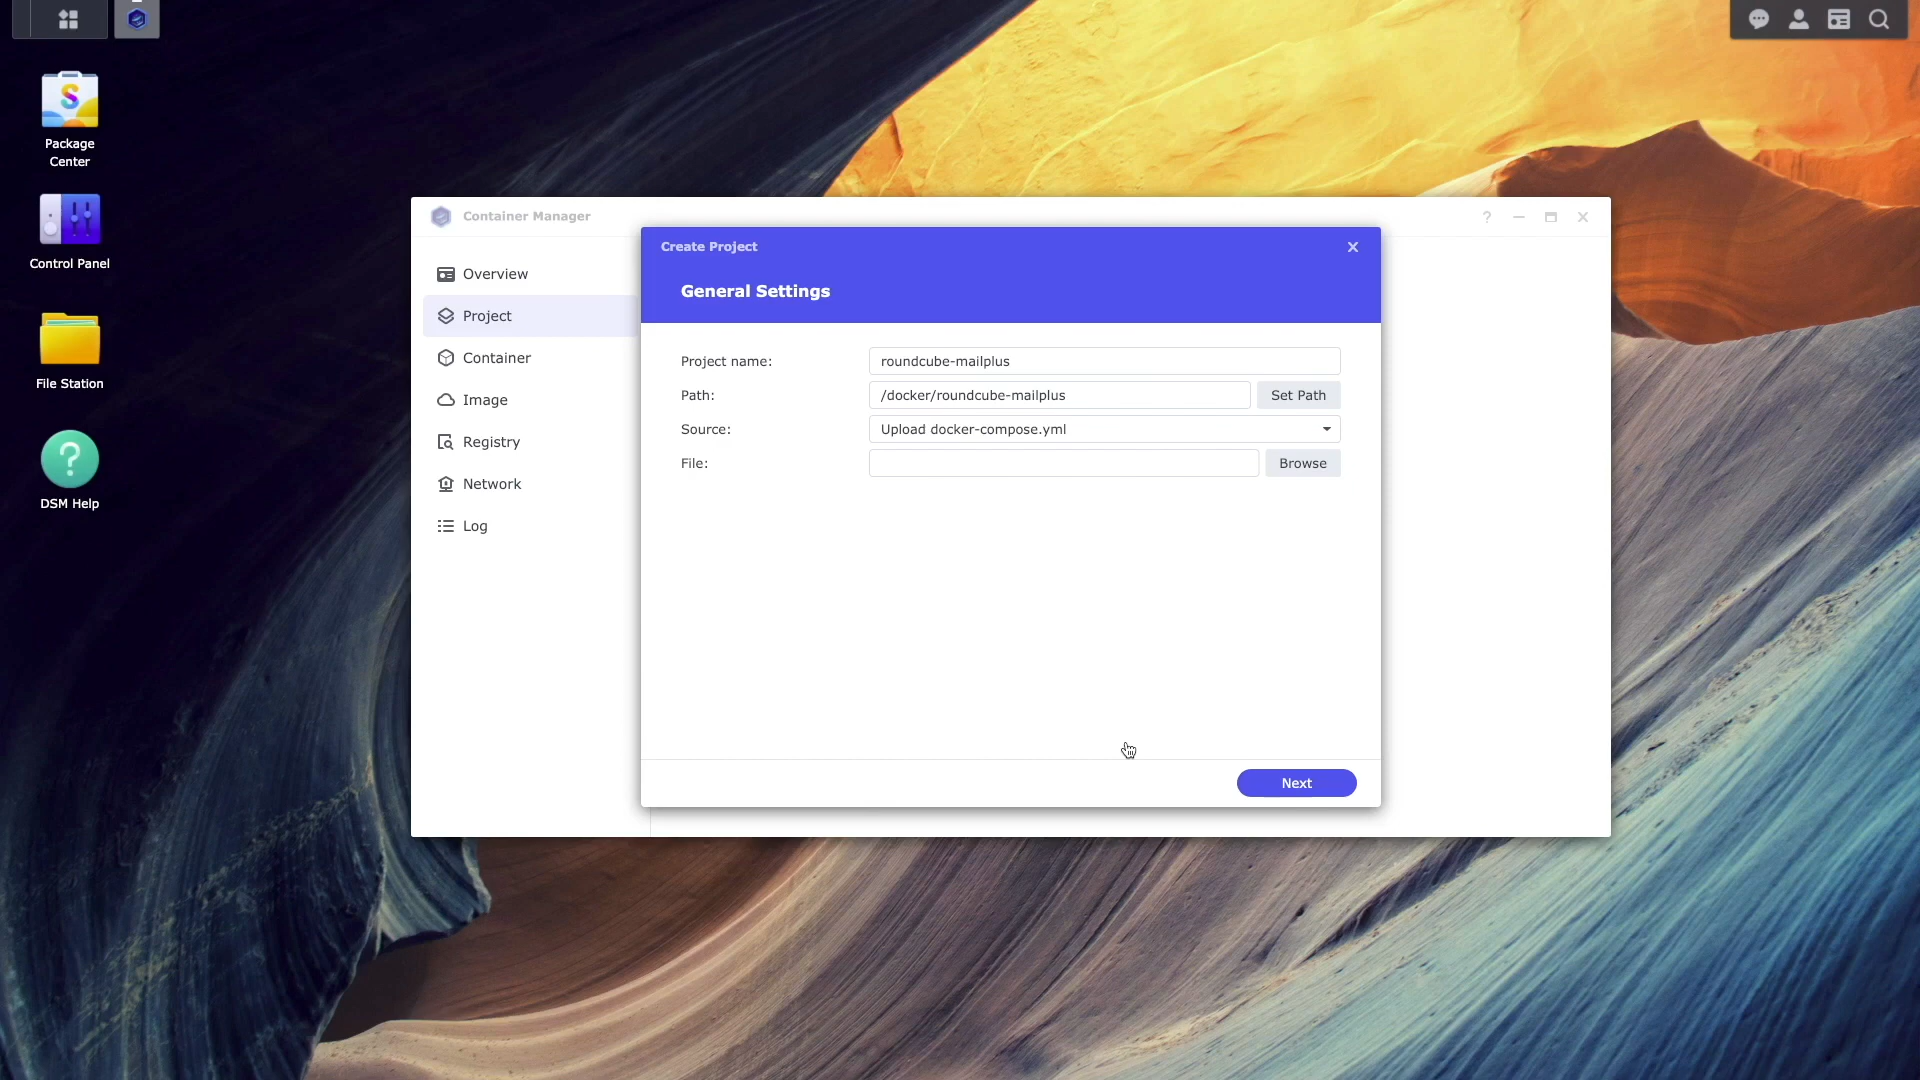 Package
Center
Control Panel
File Station
DSM Help
Container Manager
Overview
Project
Container
Image
Registry
Network
Log
Create Project
General Settings
Project name: roundcube-mailplus
Path: /docker/roundcube-mailplus Set Path
Source: Upload docker-compose.yml
File: Browse
Next